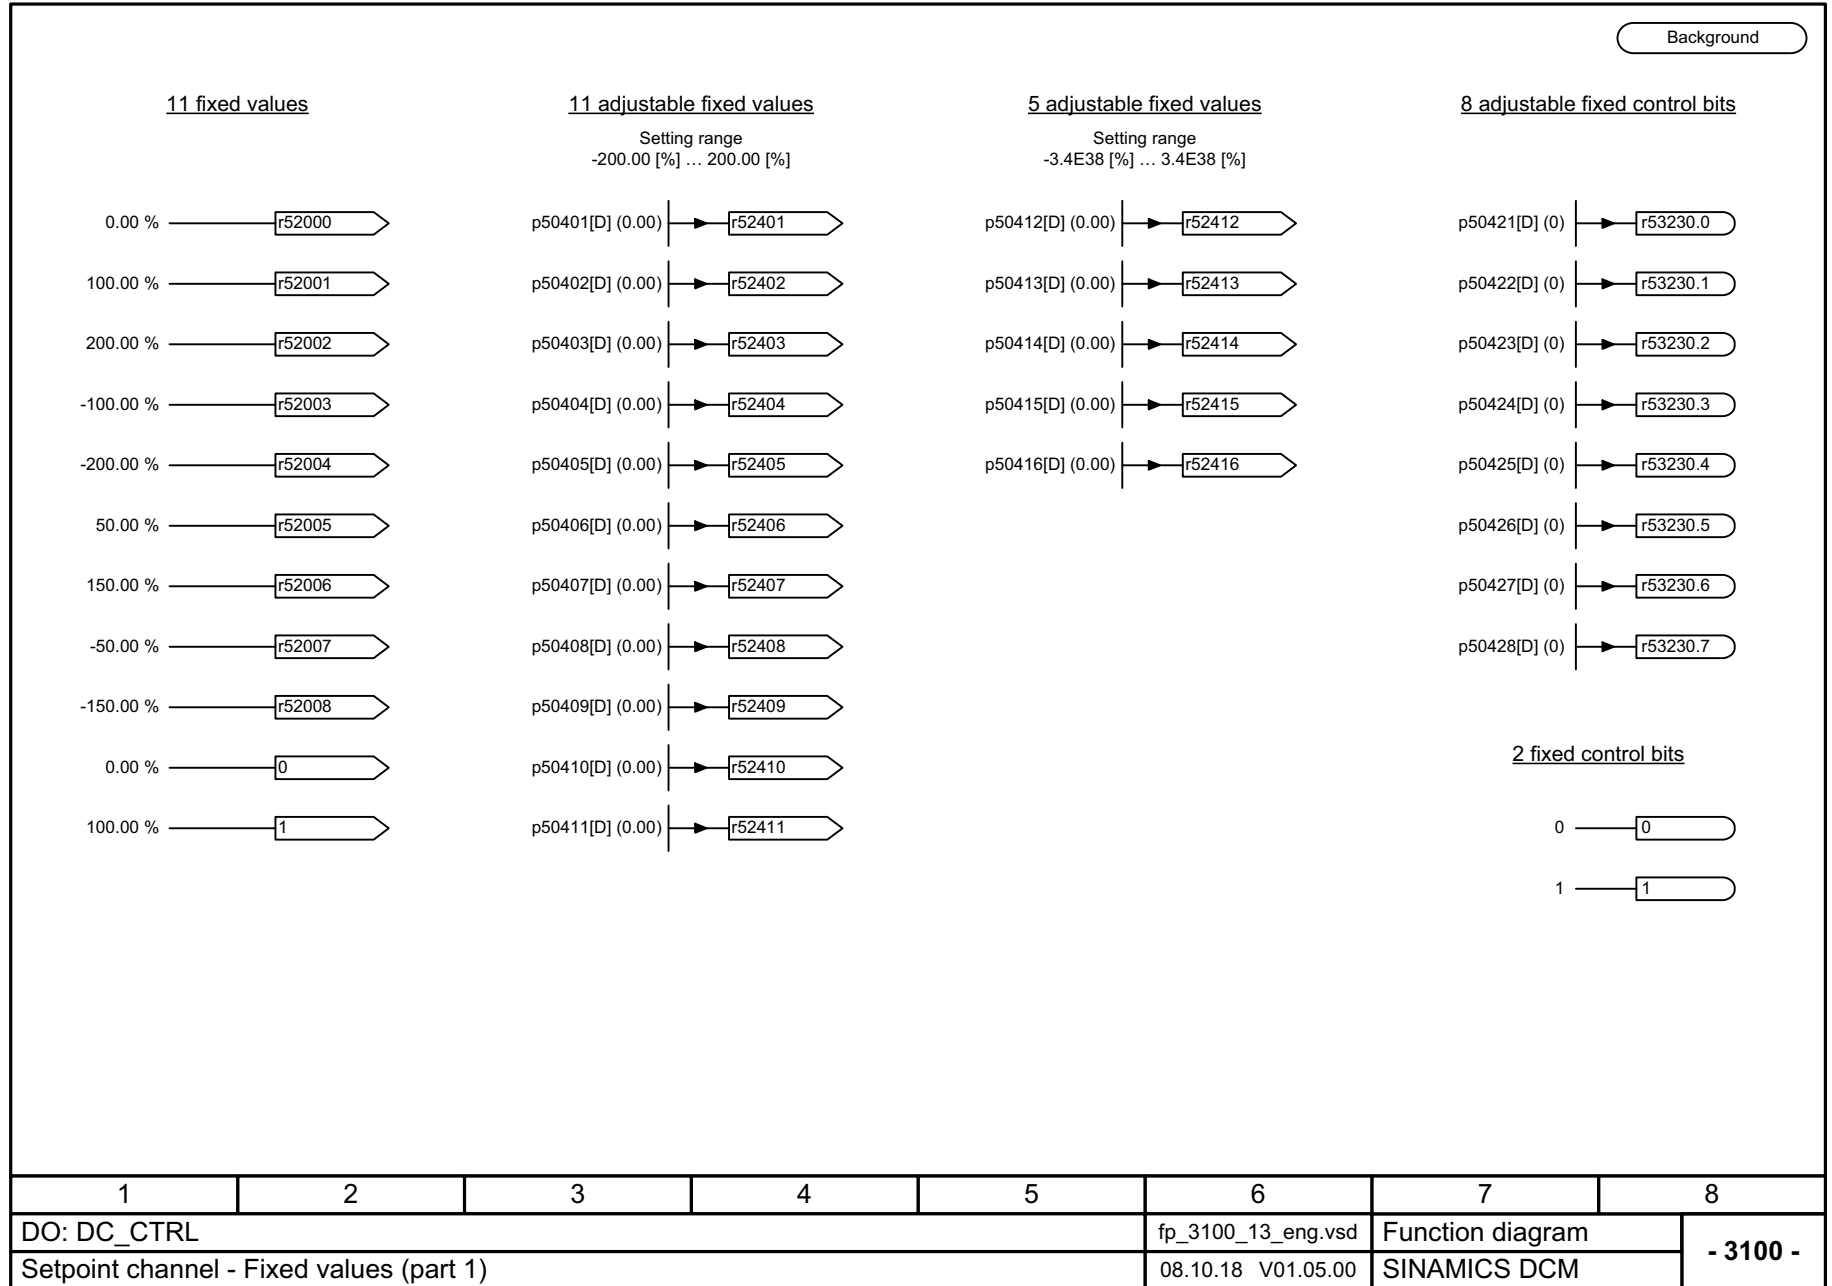 Background
11 fixed values
0.00 % r52000
100.00 % r52001
200.00 % r52002
-100.00 % r52003
-200.00 % r52004
50.00 % r52005
150.00 % r52006
-50.00 % r52007
-150.00 % r52008
0.00 % 0
100.00 % 1
11 adjustable fixed values
Setting range
-200.00 [%] … 200.00 [%]
p50401[D] (0.00) r52401
p50402[D] (0.00) r52402
p50403[D] (0.00) r52403
p50404[D] (0.00) r52404
p50405[D] (0.00) r52405
p50406[D] (0.00) r52406
p50407[D] (0.00) r52407
p50408[D] (0.00) r52408
p50409[D] (0.00) r52409
p50410[D] (0.00) r52410
p50411[D] (0.00) r52411
5 adjustable fixed values
Setting range
-3.4E38 [%] … 3.4E38 [%]
p50412[D] (0.00) r52412
p50413[D] (0.00) r52413
p50414[D] (0.00) r52414
p50415[D] (0.00) r52415
p50416[D] (0.00) r52416
8 adjustable fixed control bits
p50421[D] (0) r53230.0
p50422[D] (0) r53230.1
p50423[D] (0) r53230.2
p50424[D] (0) r53230.3
p50425[D] (0) r53230.4
p50426[D] (0) r53230.5
p50427[D] (0) r53230.6
p50428[D] (0) r53230.7
2 fixed control bits
0 0
1 1
1 2 3 4 5 6 7 8
DO: DC_CTRL fp_3100_13_eng.vsd Function diagram
- 3100 -
Setpoint channel - Fixed values (part 1) 08.10.18 V01.05.00 SINAMICS DCM